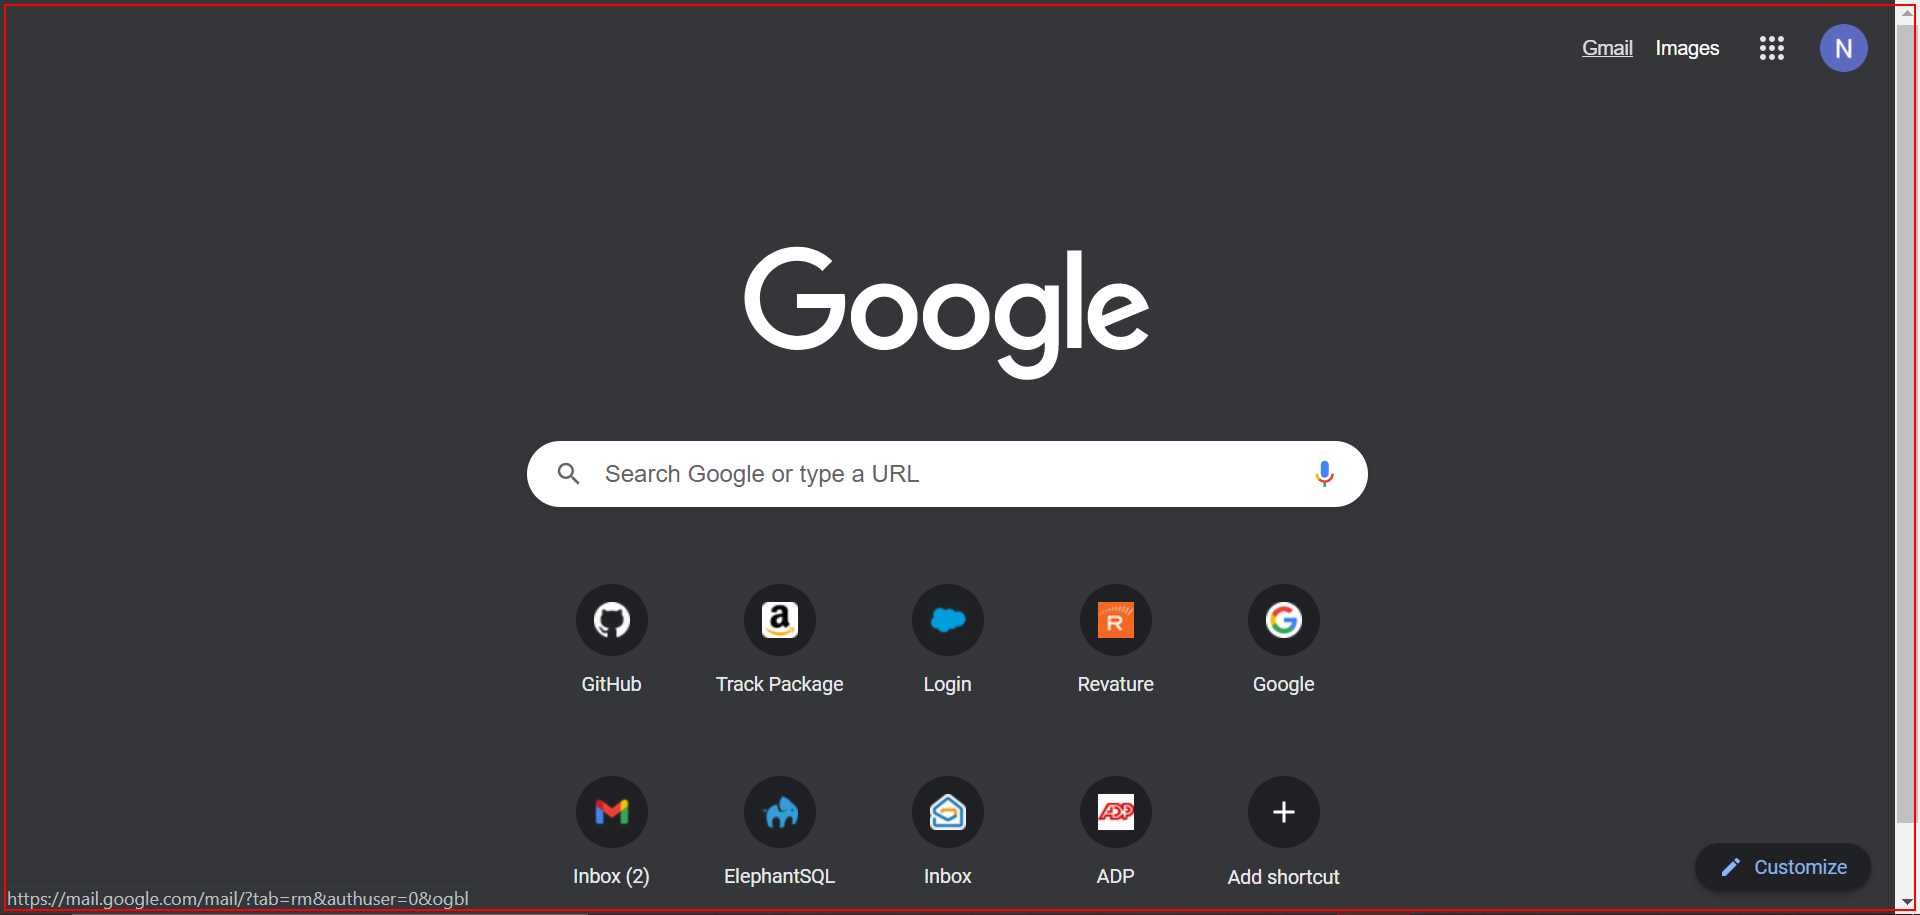 Gmail Images N
Google
Search Google or type a URL
a R
GitHub Track Package Login Revature Google
ADP
Inbox (2) ElephantSQL Inbox ADP Add shortcut
Customize
https://mail.google.com/mail/?tab=rm&authuser=0&ogbl